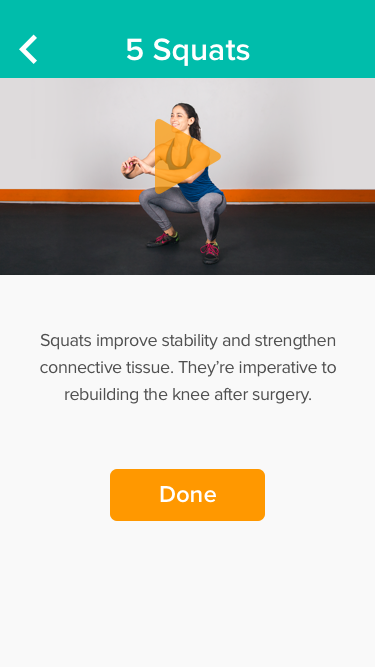 5 Squats
Squats improve stability and strengthen
connective tissue. They’re imperative to
rebuilding the knee after surgery.
Done